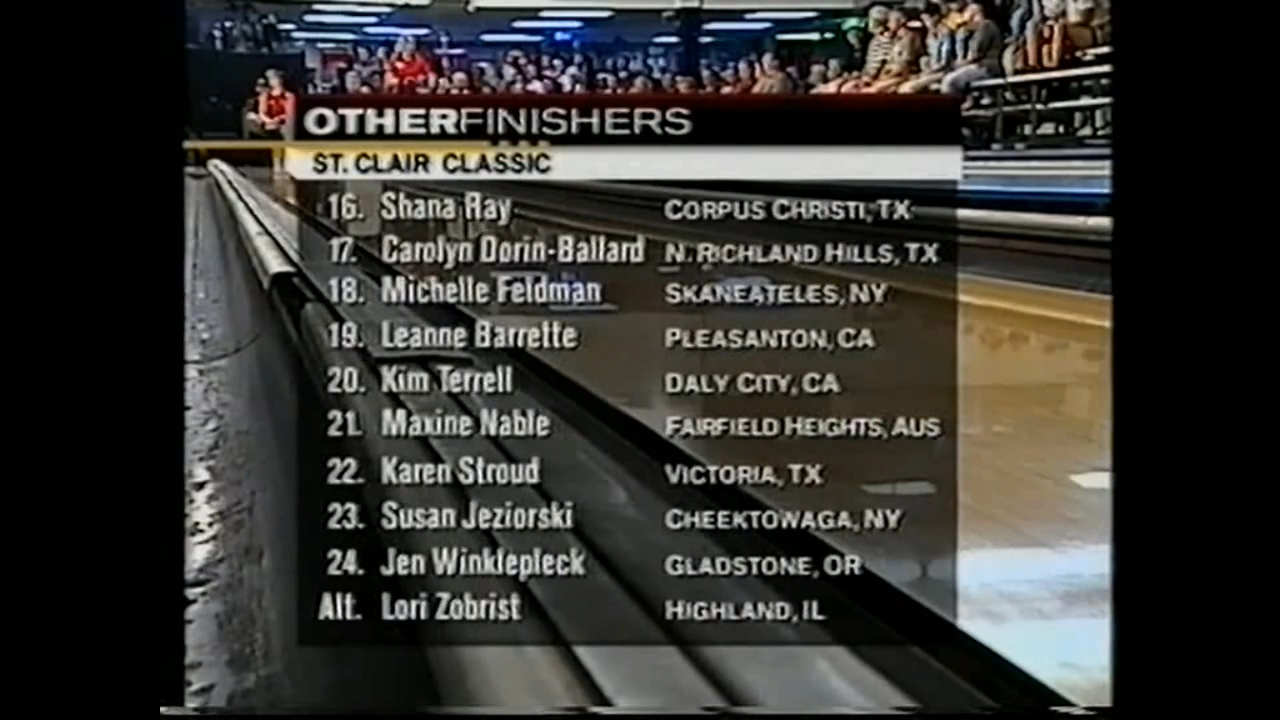 OTHERFINISHERS
ST. CLAIR CLASSIC
16. Shana Ray CORPUS CHRISTI, TX
17. Carolyn Dorin-Ballard N. RICHLAND HILLS, TX
18. Michelle Feldman SKANEATELES, NY
19. Leanne Barrette PLEASANTON, CA
20. Kim Terrell DALY CITY, CA
21. Maxine Nable FAIRFIELD HEIGHTS, AUS
22. Karen Stroud VICTORIA, TX
23. Susan Jeziorski CHEEKTOWAGA, NY
24. Jen Winklepleck GLADSTONE, OR
Alt. Lori Zobrist HIGHLAND, IL